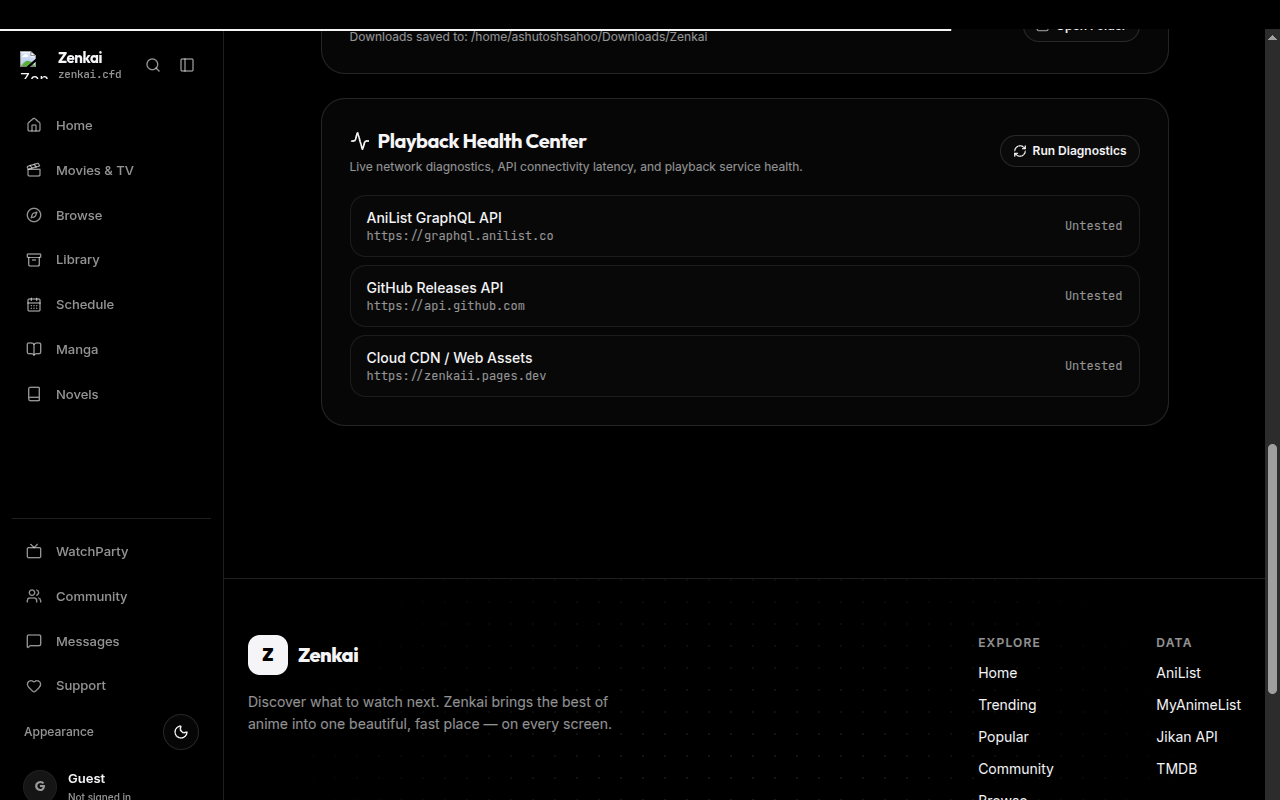 Zen
Zenkai
zenkai.cfd
Home
Movies & TV
Browse
Library
Schedule
Manga
Novels
WatchParty
Community
Messages
Support
Appearance
G
Guest
Not signed in
Downloads saved to: /home/ashutoshsahoo/Downloads/Zenkai
Open Folder
Playback Health Center
Live network diagnostics, API connectivity latency, and playback service health.
Run Diagnostics
AniList GraphQL API
https://graphql.anilist.co
Untested
GitHub Releases API
https://api.github.com
Untested
Cloud CDN / Web Assets
https://zenkaii.pages.dev
Untested
Z
Zenkai
Discover what to watch next. Zenkai brings the best of
anime into one beautiful, fast place — on every screen.
EXPLORE
Home
Trending
Popular
Community
Browse
DATA
AniList
MyAnimeList
Jikan API
TMDB